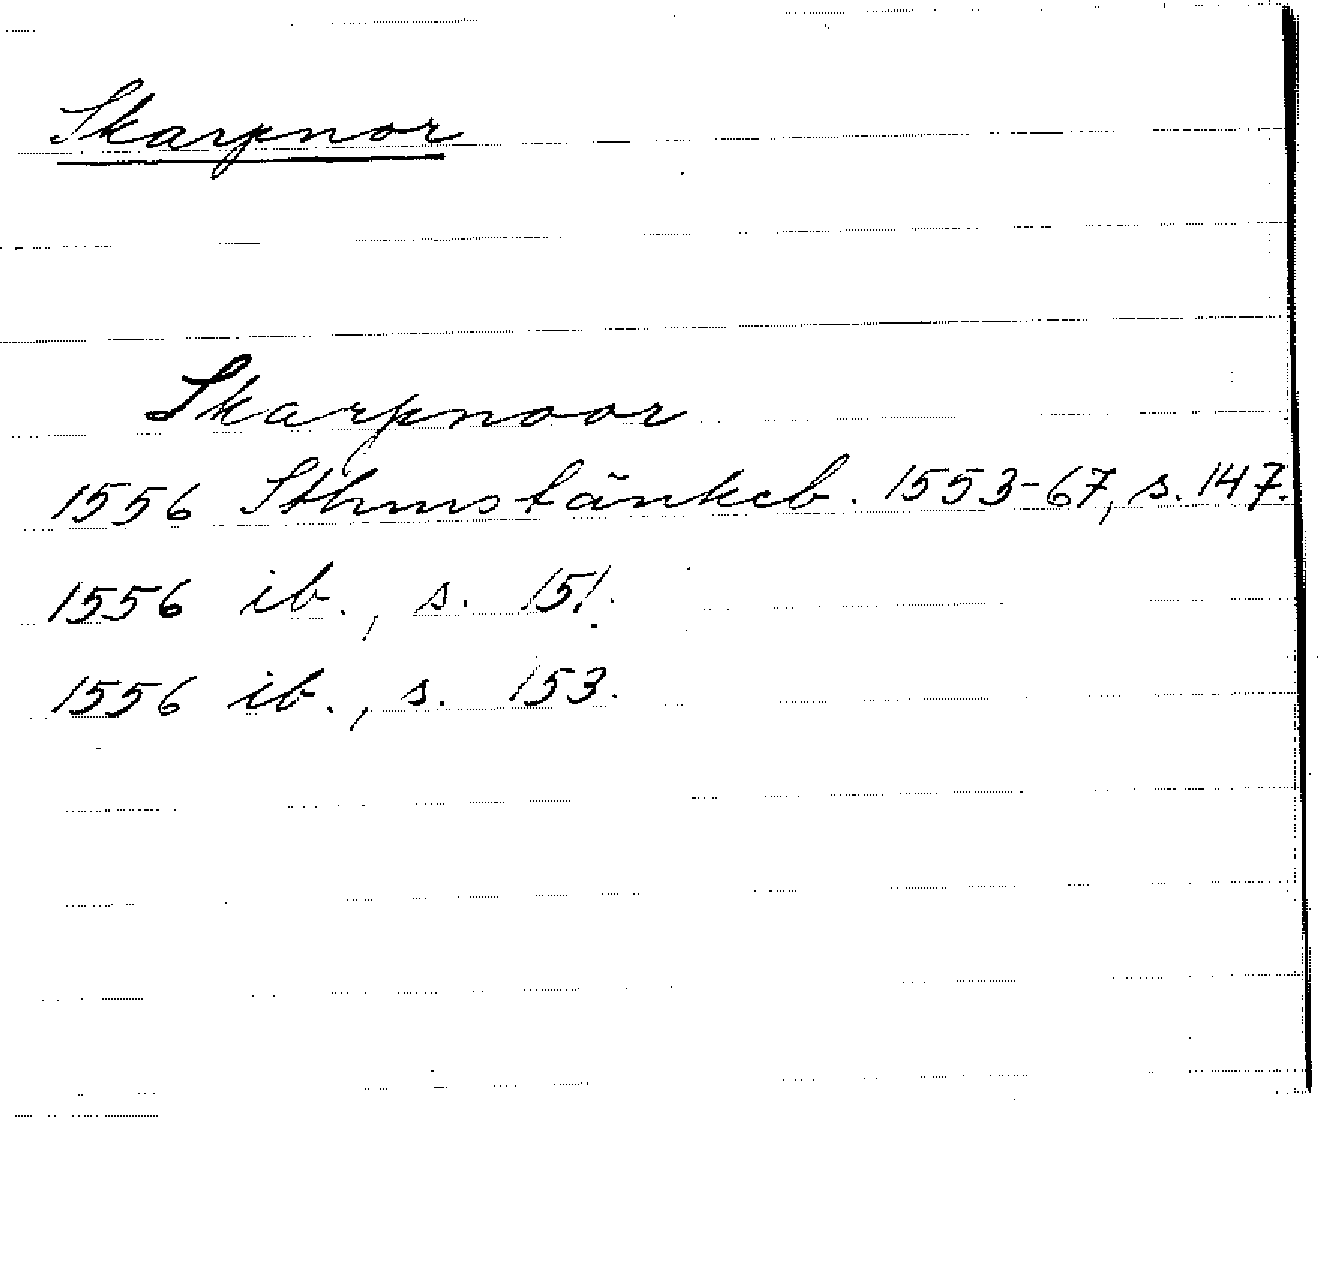 Skarpnor
Skarpnoor
1556 Sthmstänkeb. 1553-67, s. 147.
1556 ib., s. 151.
1556 ib., s. 153.